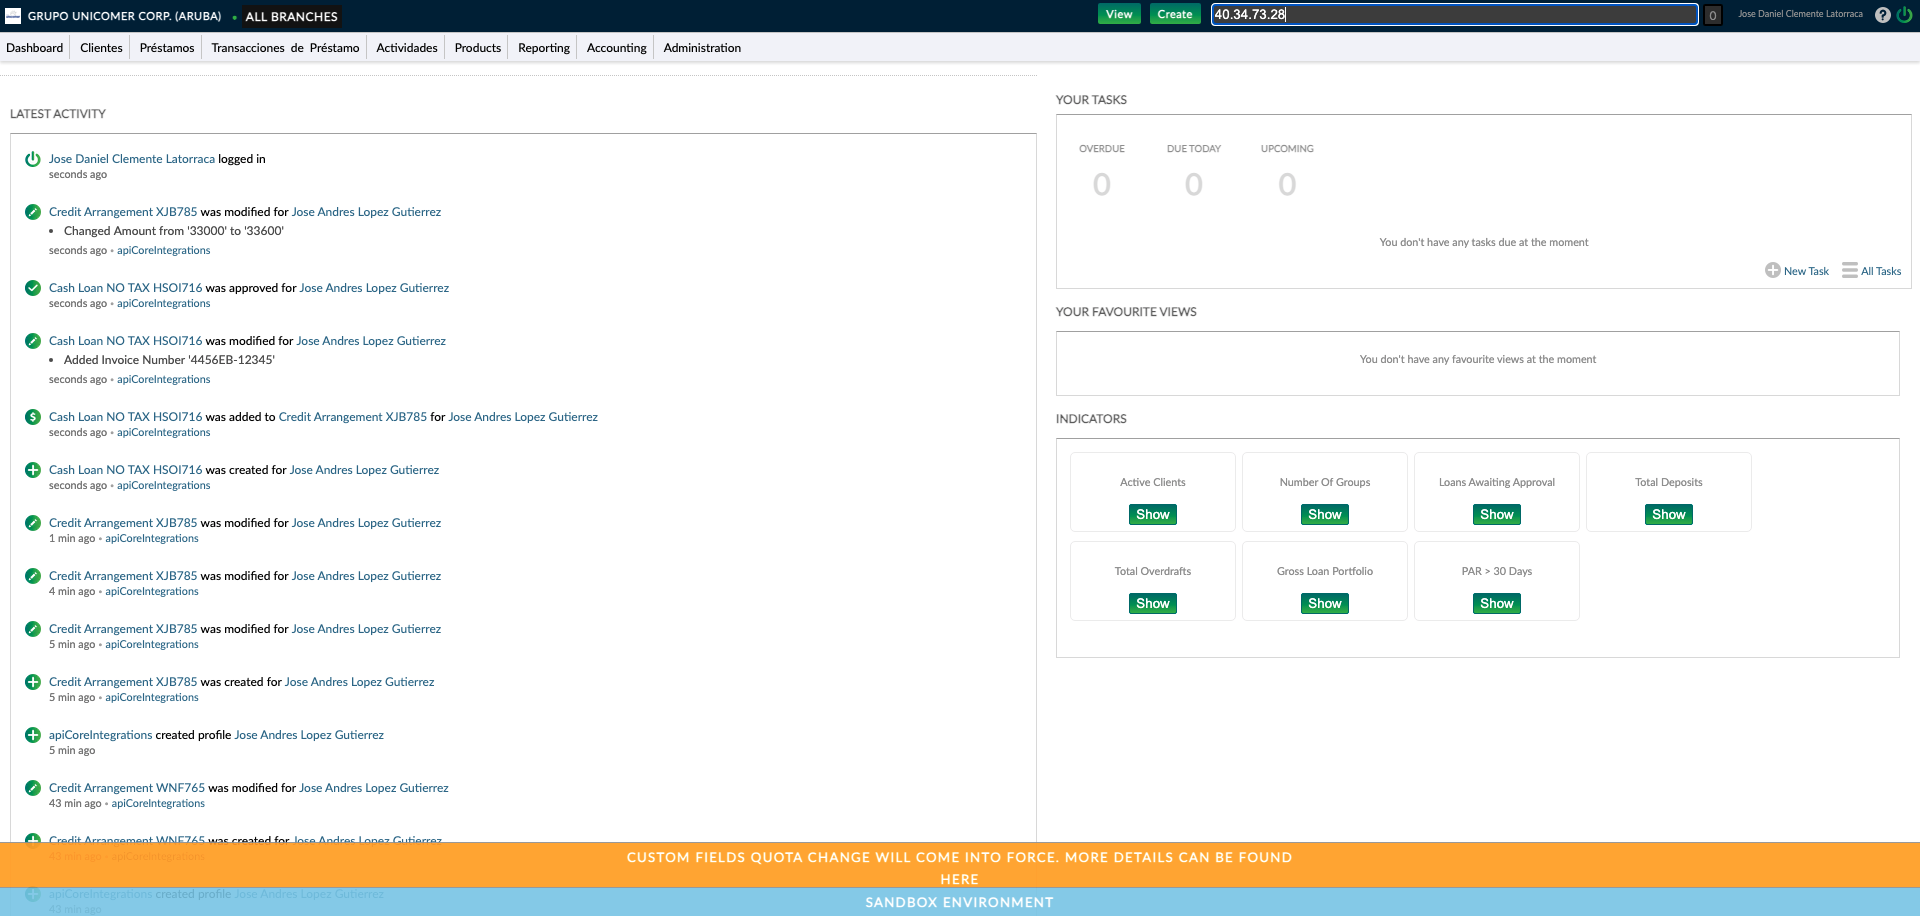 GRUPO UNICOMER CORP. (ARUBA) • ALL BRANCHES
View Create 40.34.73.28 0 Jose Daniel Clemente Latorraca ?
Dashboard Clientes Préstamos Transacciones de Préstamo Actividades Products Reporting Accounting Administration
LATEST ACTIVITY
Jose Daniel Clemente Latorraca logged in
seconds ago
Credit Arrangement XJB785 was modified for Jose Andres Lopez Gutierrez
• Changed Amount from '33000' to '33600'
seconds ago • apiCoreIntegrations
Cash Loan NO TAX HSOI716 was approved for Jose Andres Lopez Gutierrez
seconds ago • apiCoreIntegrations
Cash Loan NO TAX HSOI716 was modified for Jose Andres Lopez Gutierrez
• Added Invoice Number '4456EB-12345'
seconds ago • apiCoreIntegrations
Cash Loan NO TAX HSOI716 was added to Credit Arrangement XJB785 for Jose Andres Lopez Gutierrez
seconds ago • apiCoreIntegrations
Cash Loan NO TAX HSOI716 was created for Jose Andres Lopez Gutierrez
seconds ago • apiCoreIntegrations
Credit Arrangement XJB785 was modified for Jose Andres Lopez Gutierrez
1 min ago • apiCoreIntegrations
Credit Arrangement XJB785 was modified for Jose Andres Lopez Gutierrez
4 min ago • apiCoreIntegrations
Credit Arrangement XJB785 was modified for Jose Andres Lopez Gutierrez
5 min ago • apiCoreIntegrations
Credit Arrangement XJB785 was created for Jose Andres Lopez Gutierrez
5 min ago • apiCoreIntegrations
apiCoreIntegrations created profile Jose Andres Lopez Gutierrez
5 min ago
Credit Arrangement WNF765 was modified for Jose Andres Lopez Gutierrez
43 min ago • apiCoreIntegrations
Credit Arrangement WNF765 was created for Jose Andres Lopez Gutierrez
43 min ago • apiCoreIntegrations
apiCoreIntegrations created profile Jose Andres Lopez Gutierrez
43 min ago
YOUR TASKS
OVERDUE DUE TODAY UPCOMING
0 0 0
You don't have any tasks due at the moment
New Task All Tasks
YOUR FAVOURITE VIEWS
You don't have any favourite views at the moment
INDICATORS
Active Clients Number Of Groups Loans Awaiting Approval Total Deposits
Show Show Show Show
Total Overdrafts Gross Loan Portfolio PAR > 30 Days
Show Show Show
CUSTOM FIELDS QUOTA CHANGE WILL COME INTO FORCE. MORE DETAILS CAN BE FOUND
HERE
SANDBOX ENVIRONMENT